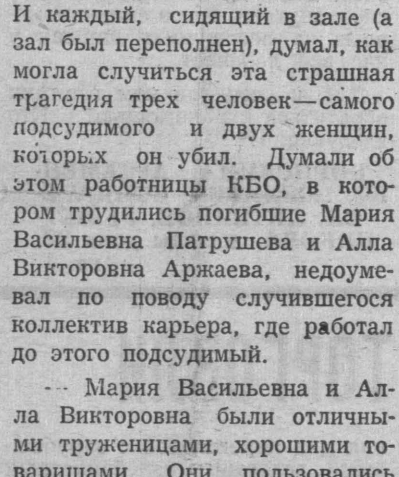 И каждый, сидящий в зале (а
зал был переполнен), думал, как
могла случиться эта страшная
трагедия трех человек—самого
подсудимого и двух женщин,
которых он убил. Думали об
этом работницы КБО, в кото-
ром трудились погибшие Мария
Васильевна Патрушева и Алла
Викторовна Аржаева, недоуме-
вал по поводу случившегося
коллектив карьера, где работал
до этого подсудимый.
--- Мария Васильевна и Ал-
ла Викторовна были отличны-
ми труженицами, хорошими то-
варищами. Они пользовались